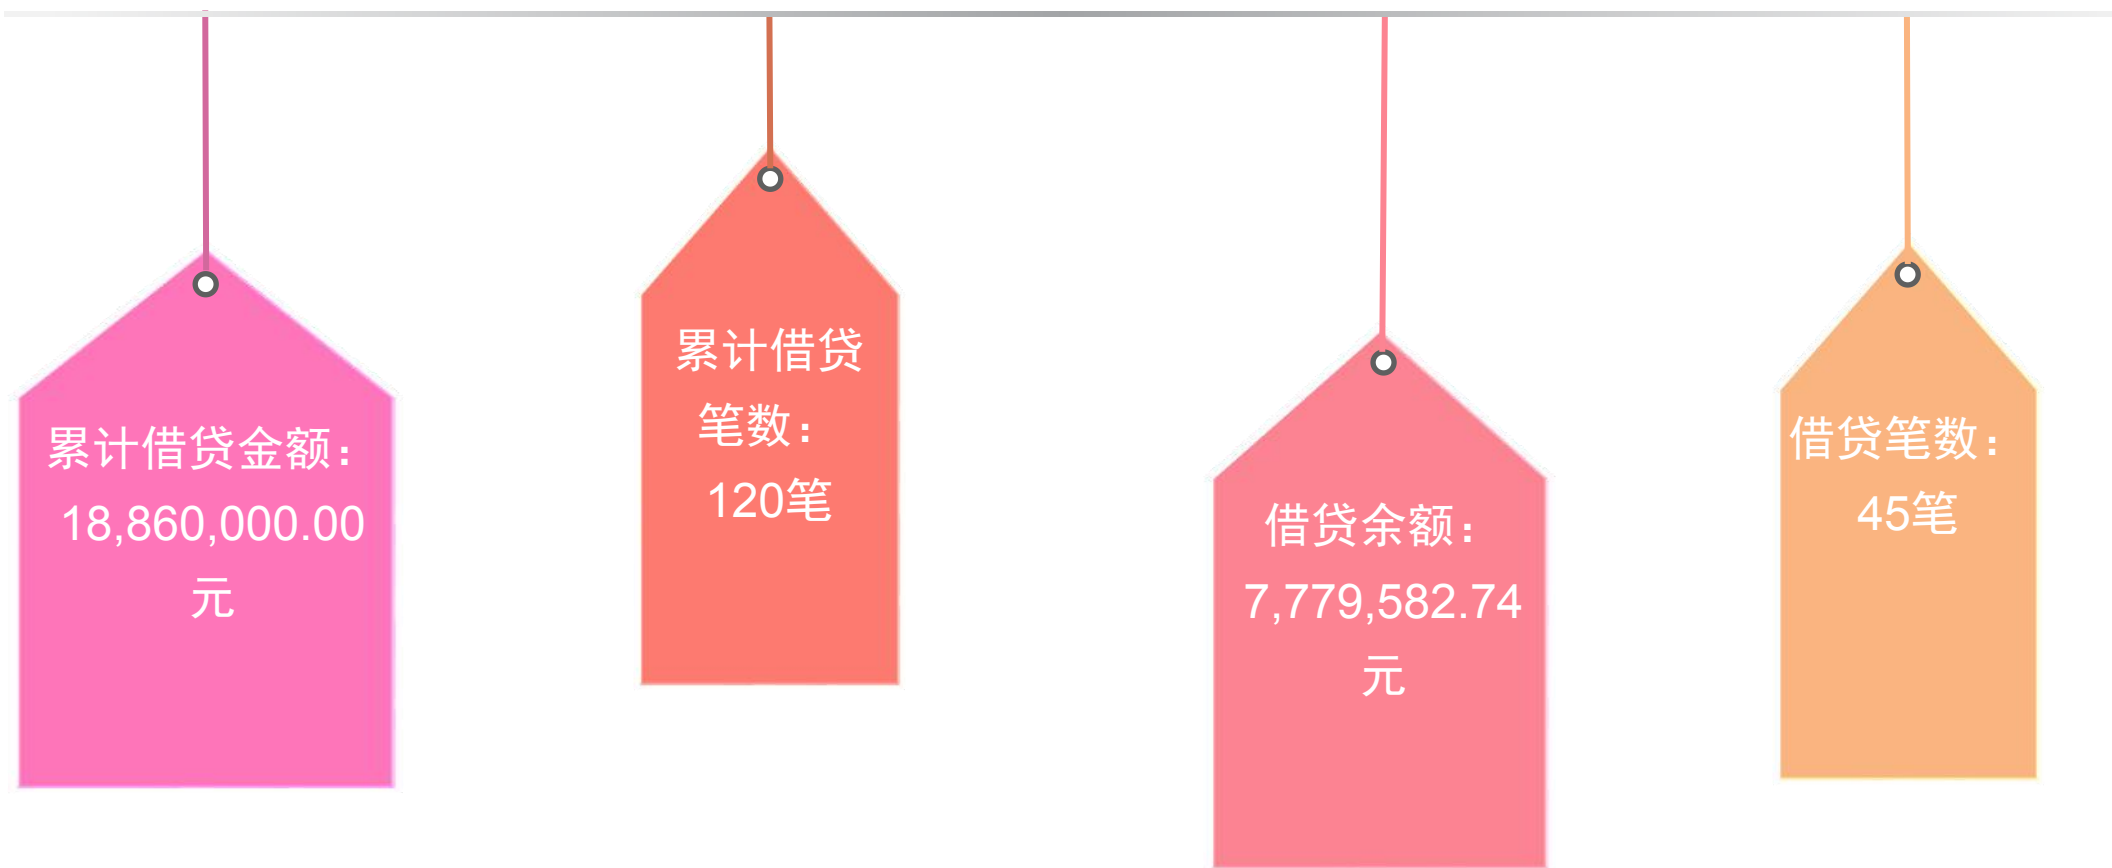 累计借贷金额：
18,860,000.00
元
累计借贷
笔数：
120笔
借贷余额：
7,779,582.74
元
借贷笔数：
45笔